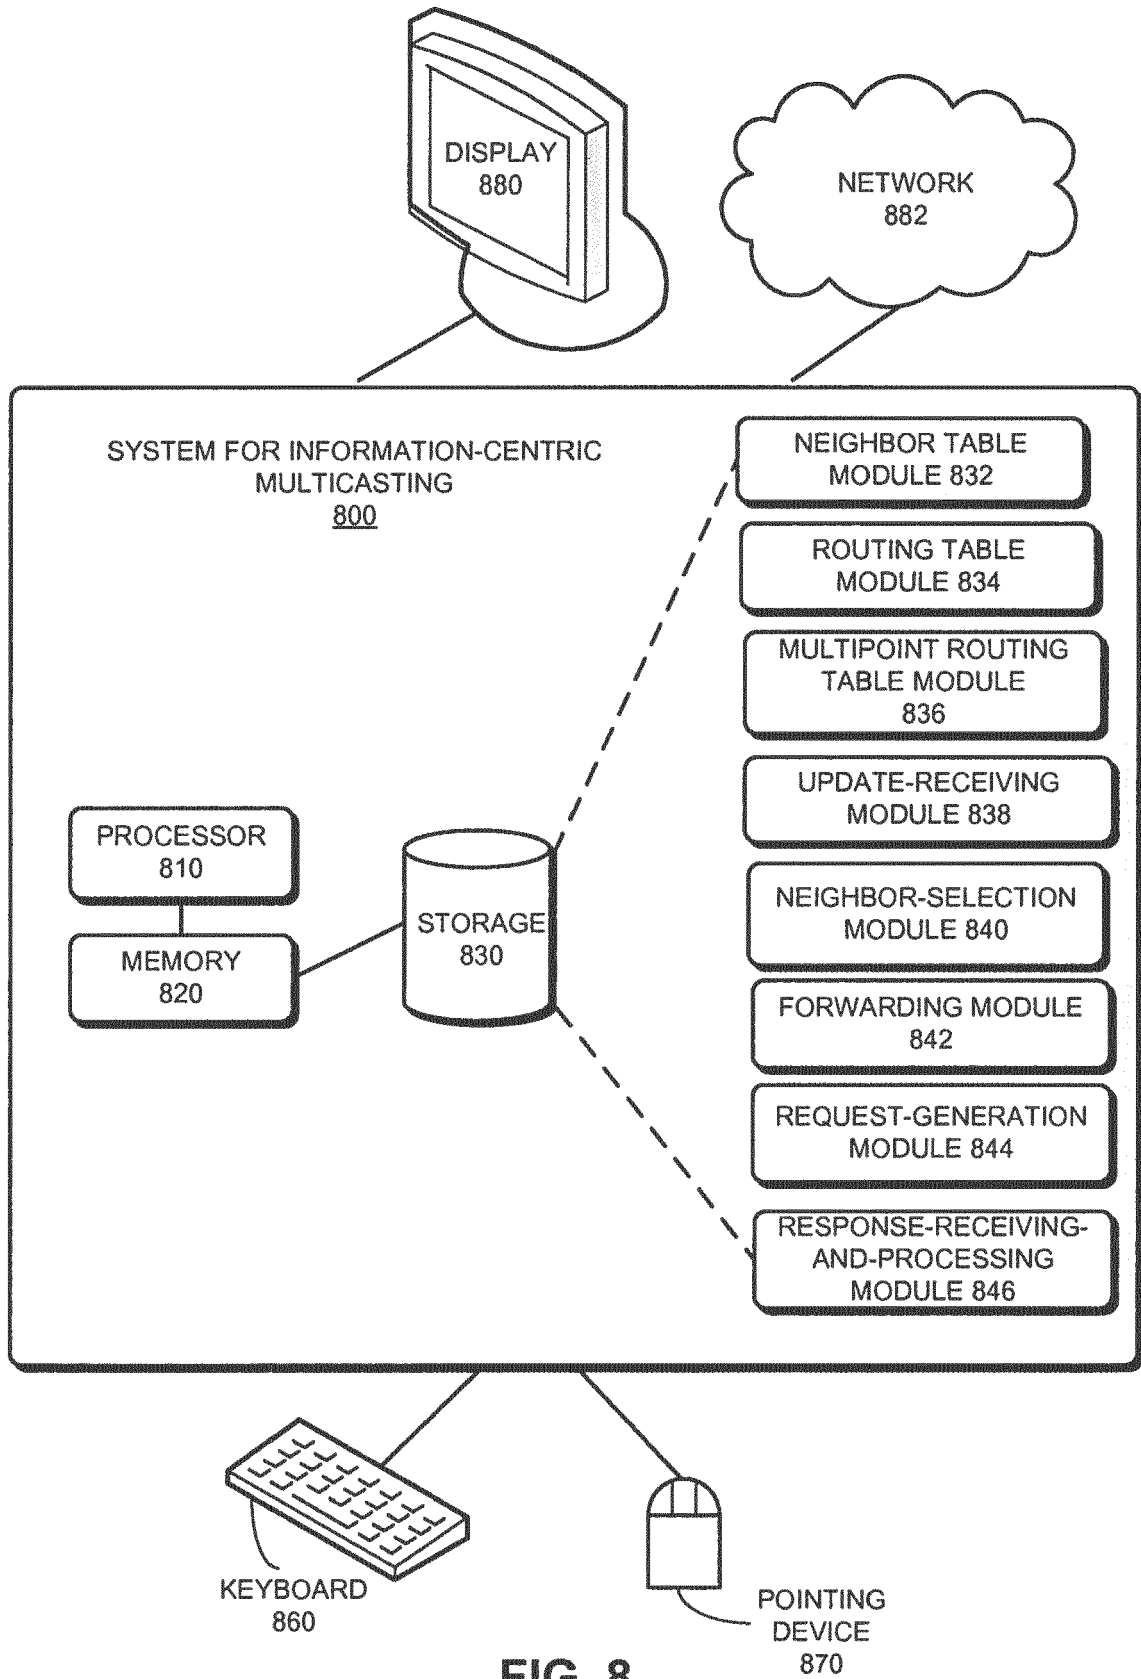 DISPLAY
880
NETWORK
882
SYSTEM FOR INFORMATION-CENTRIC
MULTICASTING
800
NEIGHBOR TABLE
MODULE 832
ROUTING TABLE
MODULE 834
MULTIPOINT ROUTING
TABLE MODULE
836
UPDATE-RECEIVING
MODULE 838
PROCESSOR
810
MEMORY
820
STORAGE
830
NEIGHBOR-SELECTION
MODULE 840
FORWARDING MODULE
842
REQUEST-GENERATION
MODULE 844
RESPONSE-RECEIVING-
AND-PROCESSING
MODULE 846
KEYBOARD
860
POINTING
DEVICE
870
FIG. 8